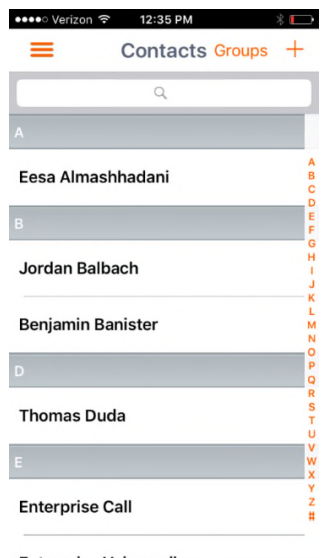 Verizon 12:35 PM
Contacts Groups +
A
Eesa Almashhadani
B
Jordan Balbach
Benjamin Banister
D
Thomas Duda
E
Enterprise Call
A
B
C
D
E
F
G
H
I
J
K
L
M
N
O
P
Q
R
S
T
U
V
W
X
Y
Z
#